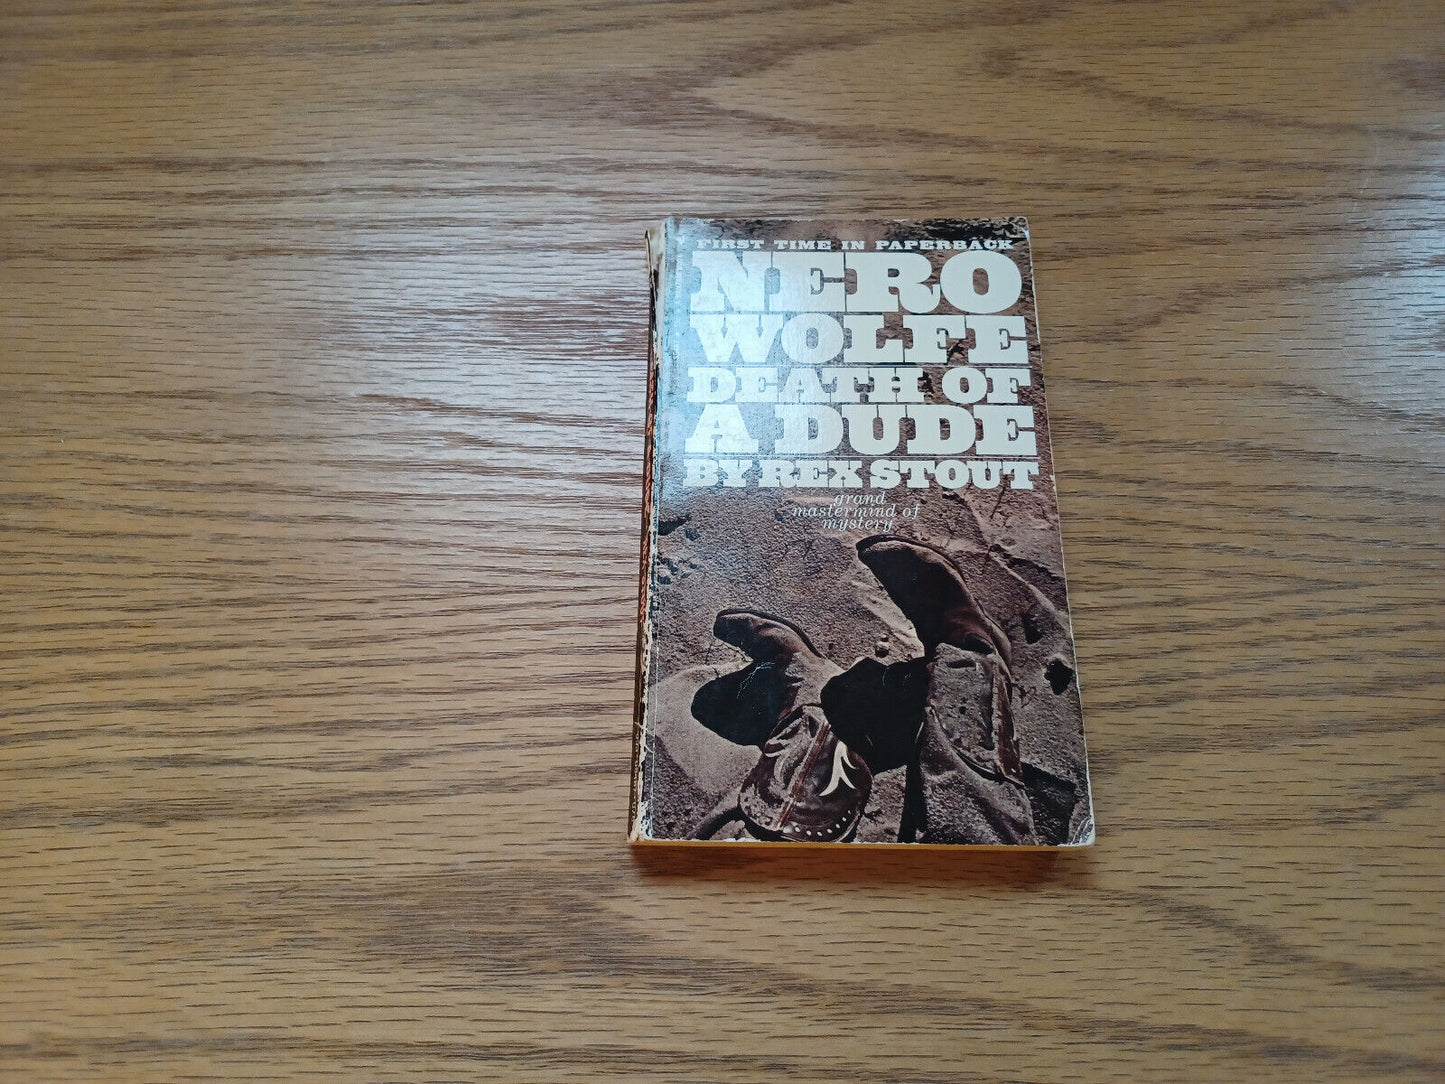 FIRST TIME IN PAPERBACK
NERO
WOLFE
DEATH OF
A DUDE
BY REX STOUT
grand
mastermind of
mystery